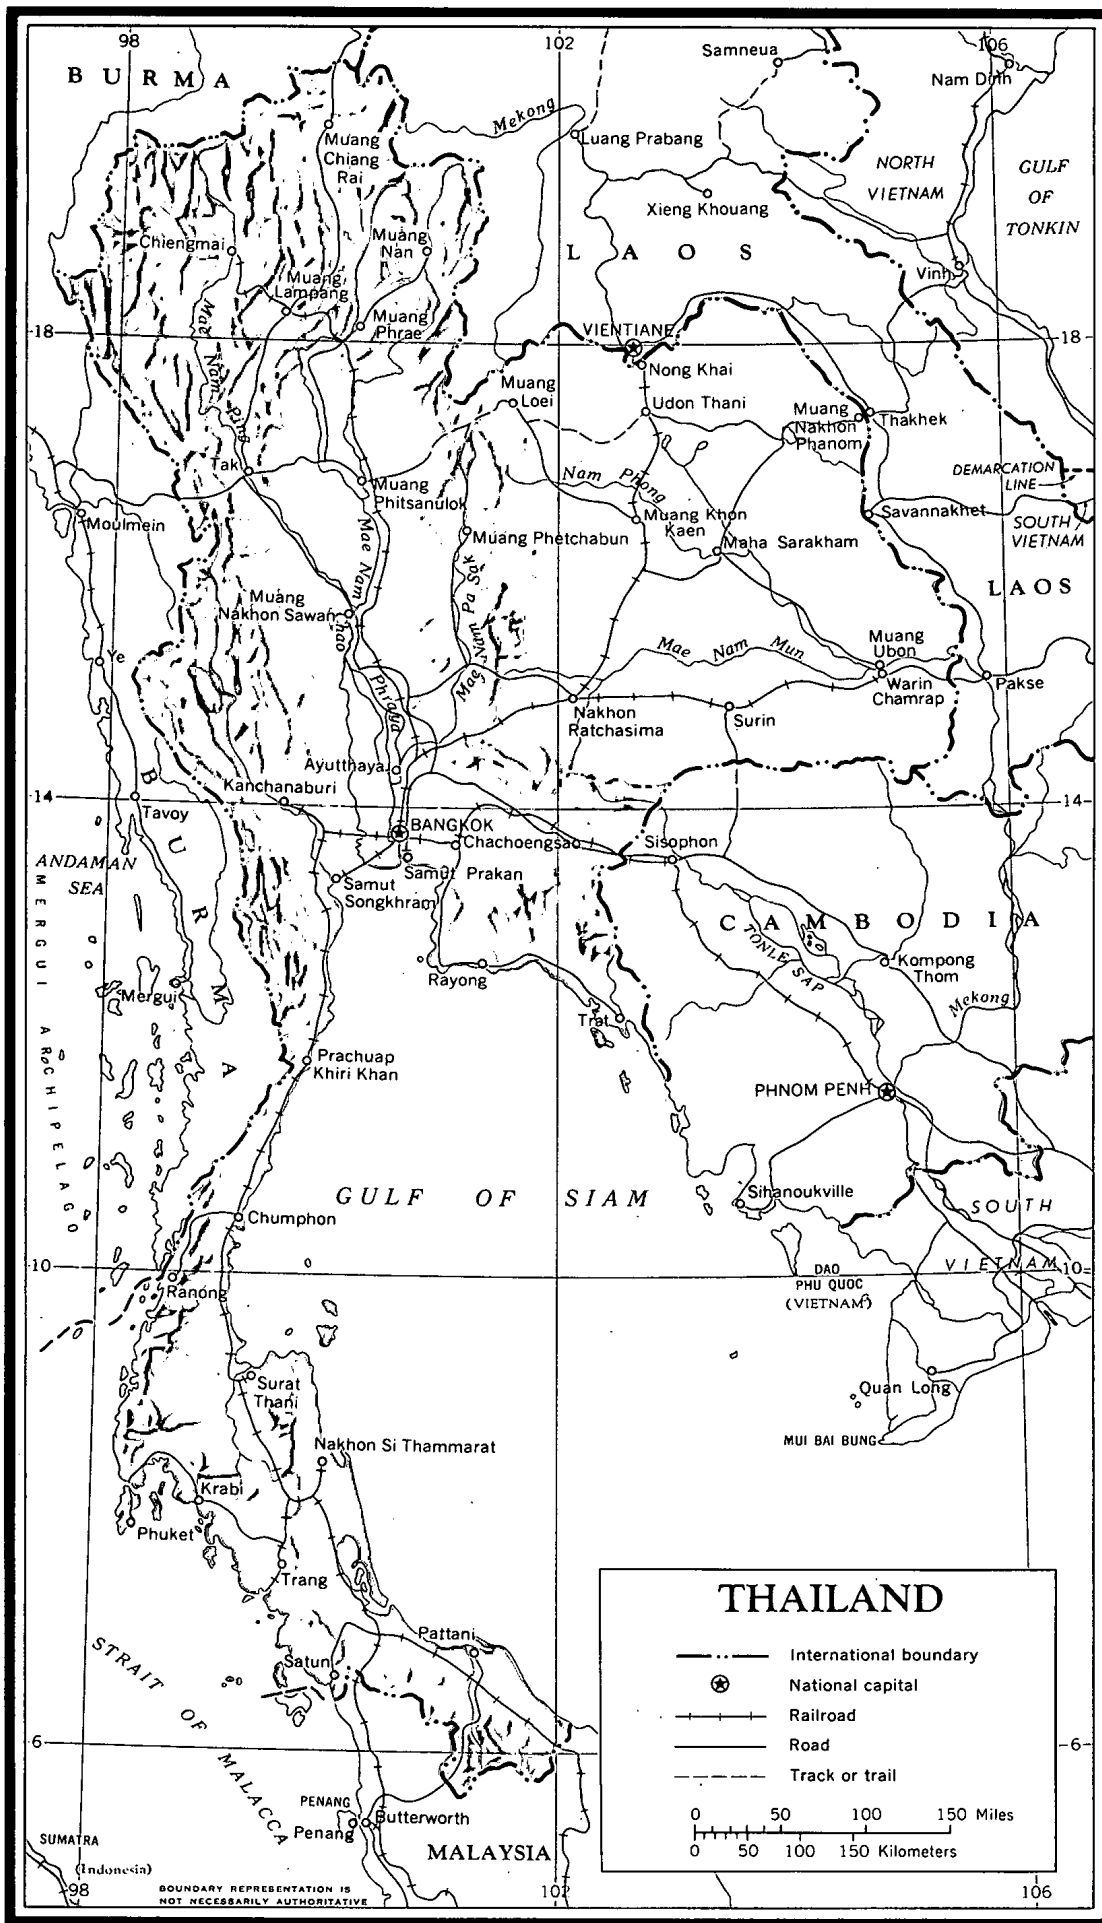 98
102
106
BURMA
Samneua
Nam Dinh
Mekong
Luang Prabang
Muang
Chiang
Rai
NORTH
VIETNAM
GULF
OF
TONKIN
Xieng Khouang
Chiengmai
Muang
Nan
LAOS
Vinh
Muang
Lampang
Mae Nam Ping
Muang
Phrae
18
VIENTIANE
18
Nong Khai
Muang
Loei
Udon Thani
Muang
Nakhon
Phanom
Thakhek
Tak
Muang
Phitsanulok
Nam Phong
DEMARCATION
LINE
Moulmein
Muang Khon
Kaen
Savannakhet
SOUTH
VIETNAM
Muang Phetchabun
Maha Sarakham
Mae Nam Chao Phraya
Mae Nam Pa Sak
LAOS
Muang
Nakhon Sawan
Ye
Mae Nam Mun
Muang
Ubon
Warin
Chamrap
Pakse
Nakhon
Ratchasima
Surin
Ayutthaya
Kanchanaburi
BURMA
14
14
Tavoy
BANGKOK
Chachoengsao
Sisophon
ANDAMAN
SEA
Samut Prakan
Samut
Songkhram
MERGUI ARCHIPELAGO
CAMBODIA
TONLE SAP
Kompong
Thom
Rayong
Mergui
Mekong
Trat
Prachuap
Khiri Khan
PHNOM PENH
GULF OF SIAM
Sihanoukville
SOUTH
VIETNAM
Chumphon
10
10
Ranong
DAO
PHU QUOC
(VIETNAM)
Surat
Thani
Quan Long
MUI BAI BUNG
Nakhon Si Thammarat
Krabi
Phuket
Trang
Pattani
Satun
STRAIT OF MALACCA
6
6
PENANG
Penang
Butterworth
MALAYSIA
SUMATRA
(Indonesia)
98
102
106
BOUNDARY REPRESENTATION IS
NOT NECESSARILY AUTHORITATIVE
THAILAND
International boundary
National capital
Railroad
Road
Track or trail
0 50 100 150 Miles
0 50 100 150 Kilometers